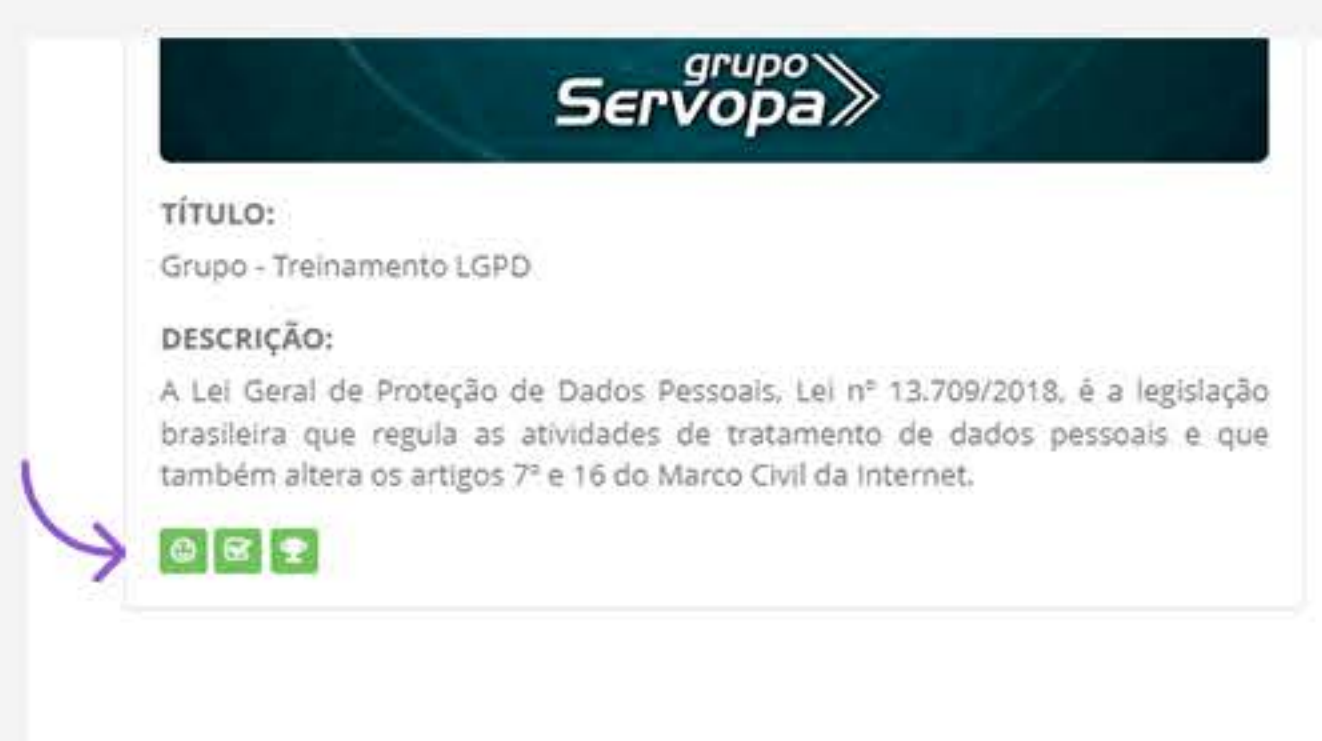 grupo
Servopa
TÍTULO:
Grupo - Treinamento LGPD
DESCRIÇÃO:
A Lei Geral de Proteção de Dados Pessoais, Lei nº 13.709/2018, é a legislação
brasileira que regula as atividades de tratamento de dados pessoais e que
também altera os artigos 7º e 16 do Marco Civil da Internet.